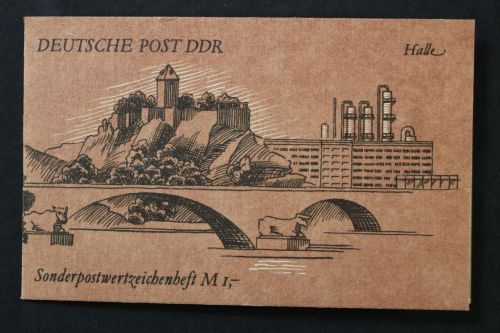 DEUTSCHE POST DDR
Halle
Sonderpostwertzeichenheft M 1,-